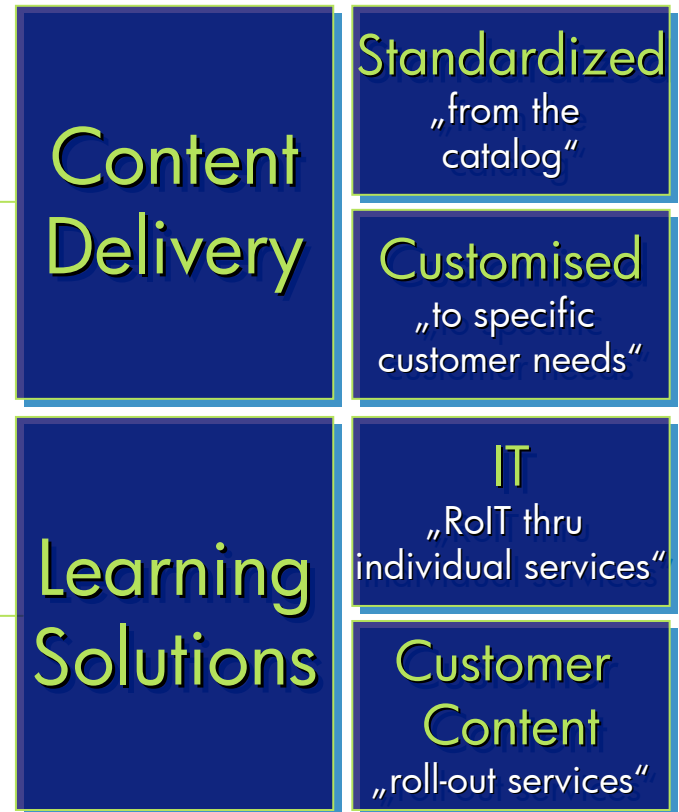 Content
Delivery
Standardized
„from the
catalog“
Customised
„to specific
customer needs“
Learning
Solutions
IT
„RoIT thru
individual services“
Customer
Content
„roll-out services“